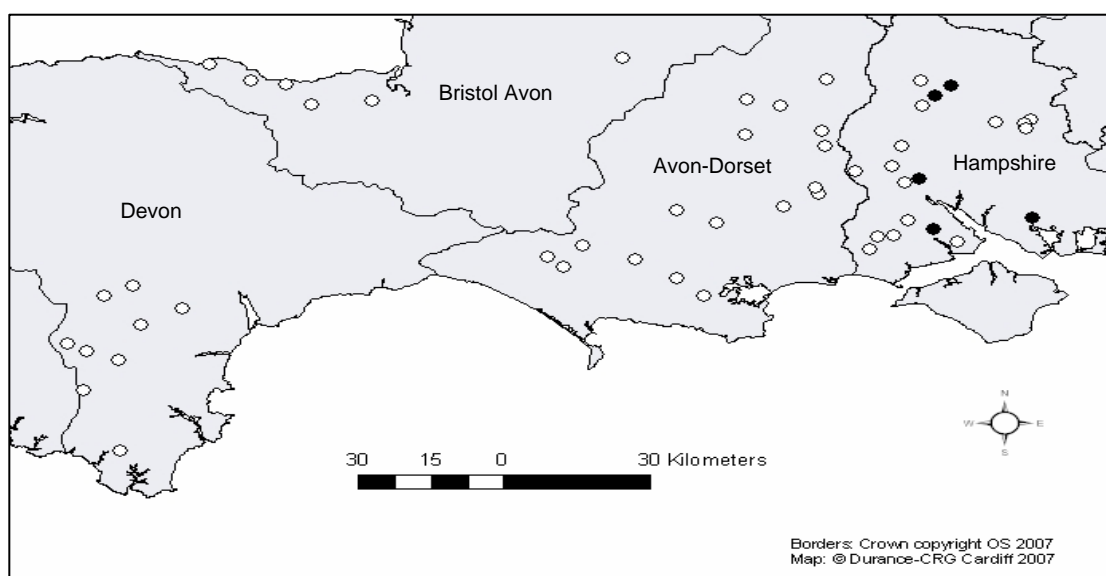 Bristol Avon
Avon-Dorset
Hampshire
Devon
N
W E
S
30 15 0 30 Kilometers
Borders: Crown copyright OS 2007
Map: © Durance-CRG Cardiff 2007